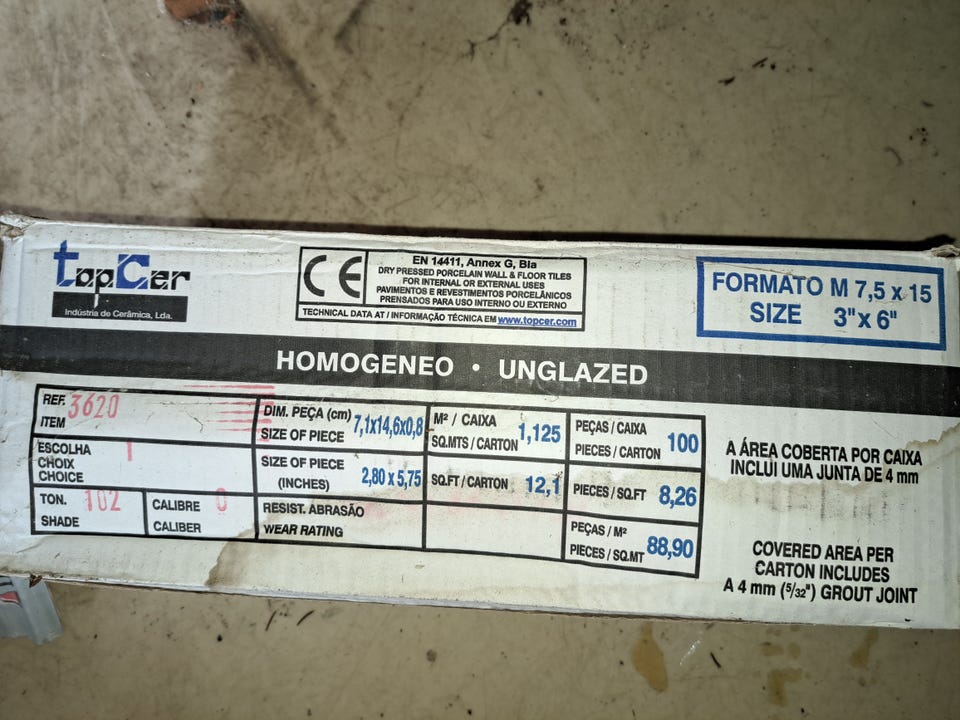 topCer
Indústria de Cerâmica, Lda.
CE
EN 14411, Annex G, BIa
DRY PRESSED PORCELAIN WALL & FLOOR TILES
FOR INTERNAL OR EXTERNAL USES
PAVIMENTOS E REVESTIMENTOS PORCELÂNICOS
PRENSADOS PARA USO INTERNO OU EXTERNO
TECHNICAL DATA AT / INFORMAÇÃO TÉCNICA EM www.topcer.com
FORMATO M 7,5 x 15
SIZE 3" x 6"
HOMOGENEO • UNGLAZED
REF. 3620
ITEM
ESCOLHA 1
CHOIX
CHOICE
TON. 102
SHADE
CALIBRE 0
CALIBER
DIM. PEÇA (cm) 7,1x14,6x0,8
SIZE OF PIECE
SIZE OF PIECE
(INCHES) 2,80 x 5,75
RESIST. ABRASÃO
WEAR RATING
M² / CAIXA
SQ.MTS / CARTON 1,125
SQ.FT / CARTON 12,1
PEÇAS / CAIXA
PIECES / CARTON 100
PIECES / SQ.FT 8,26
PEÇAS / M²
PIECES / SQ.MT 88,90
A ÁREA COBERTA POR CAIXA
INCLUI UMA JUNTA DE 4 mm
COVERED AREA PER
CARTON INCLUDES
A 4 mm (5/32") GROUT JOINT